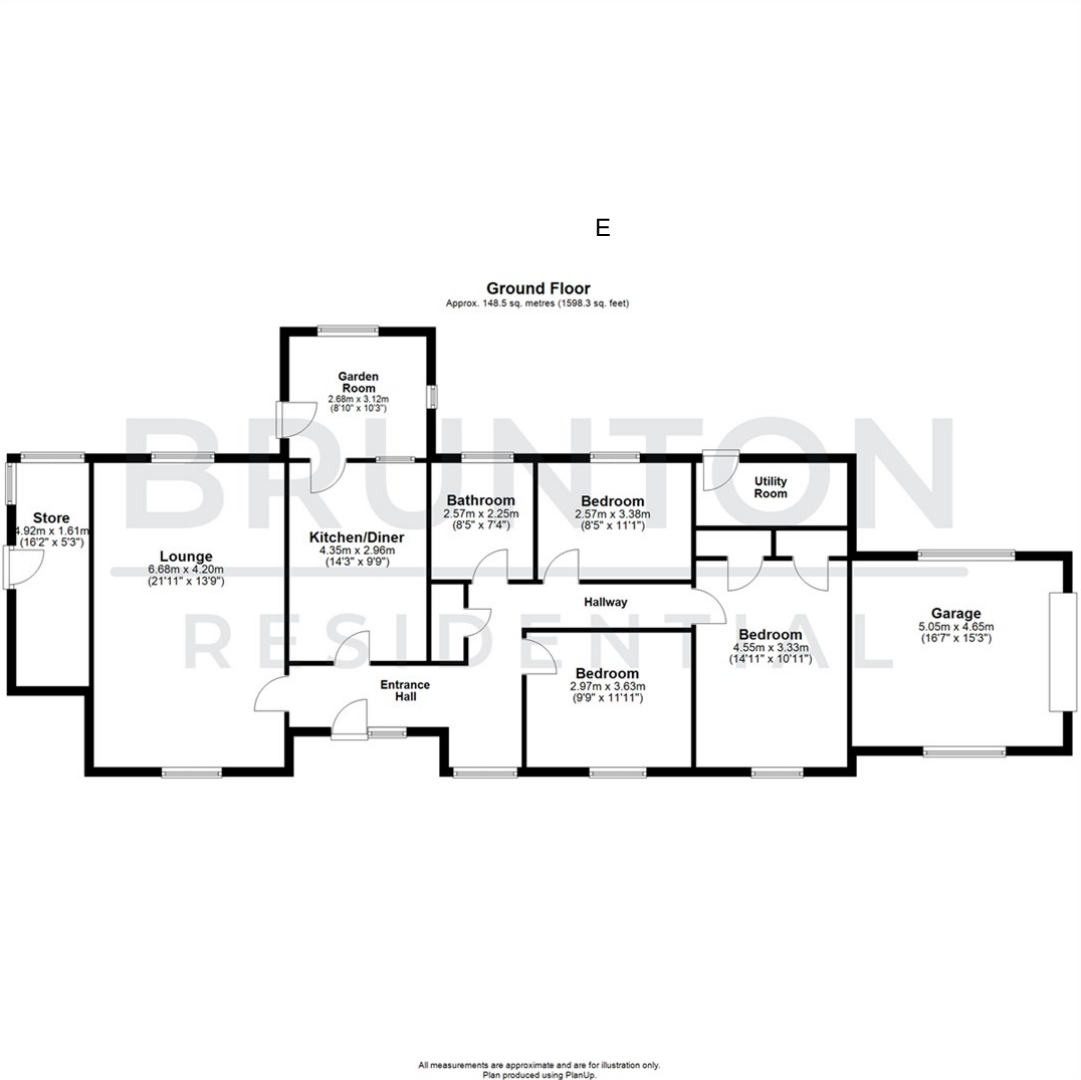 E
Ground Floor
Approx. 148.5 sq. metres (1598.3 sq. feet)
Garden
Room
2.68m x 3.12m
(8'10" x 10'3")
BRUNTON
RESIDENTIAL
Store
4.92m x 1.61m
(16'2" x 5'3")
Lounge
6.68m x 4.20m
(21'11" x 13'9")
Kitchen/Diner
4.35m x 2.96m
(14'3" x 9'9")
Bathroom
2.57m x 2.25m
(8'5" x 7'4")
Bedroom
2.57m x 3.38m
(8'5" x 11'1")
Utility
Room
Hallway
Bedroom
4.55m x 3.33m
(14'11" x 10'11")
Garage
5.05m x 4.65m
(16'7" x 15'3")
Entrance
Hall
Bedroom
2.97m x 3.63m
(9'9" x 11'11")
All measurements are approximate and are for illustration only.
Plan produced using PlanUp.